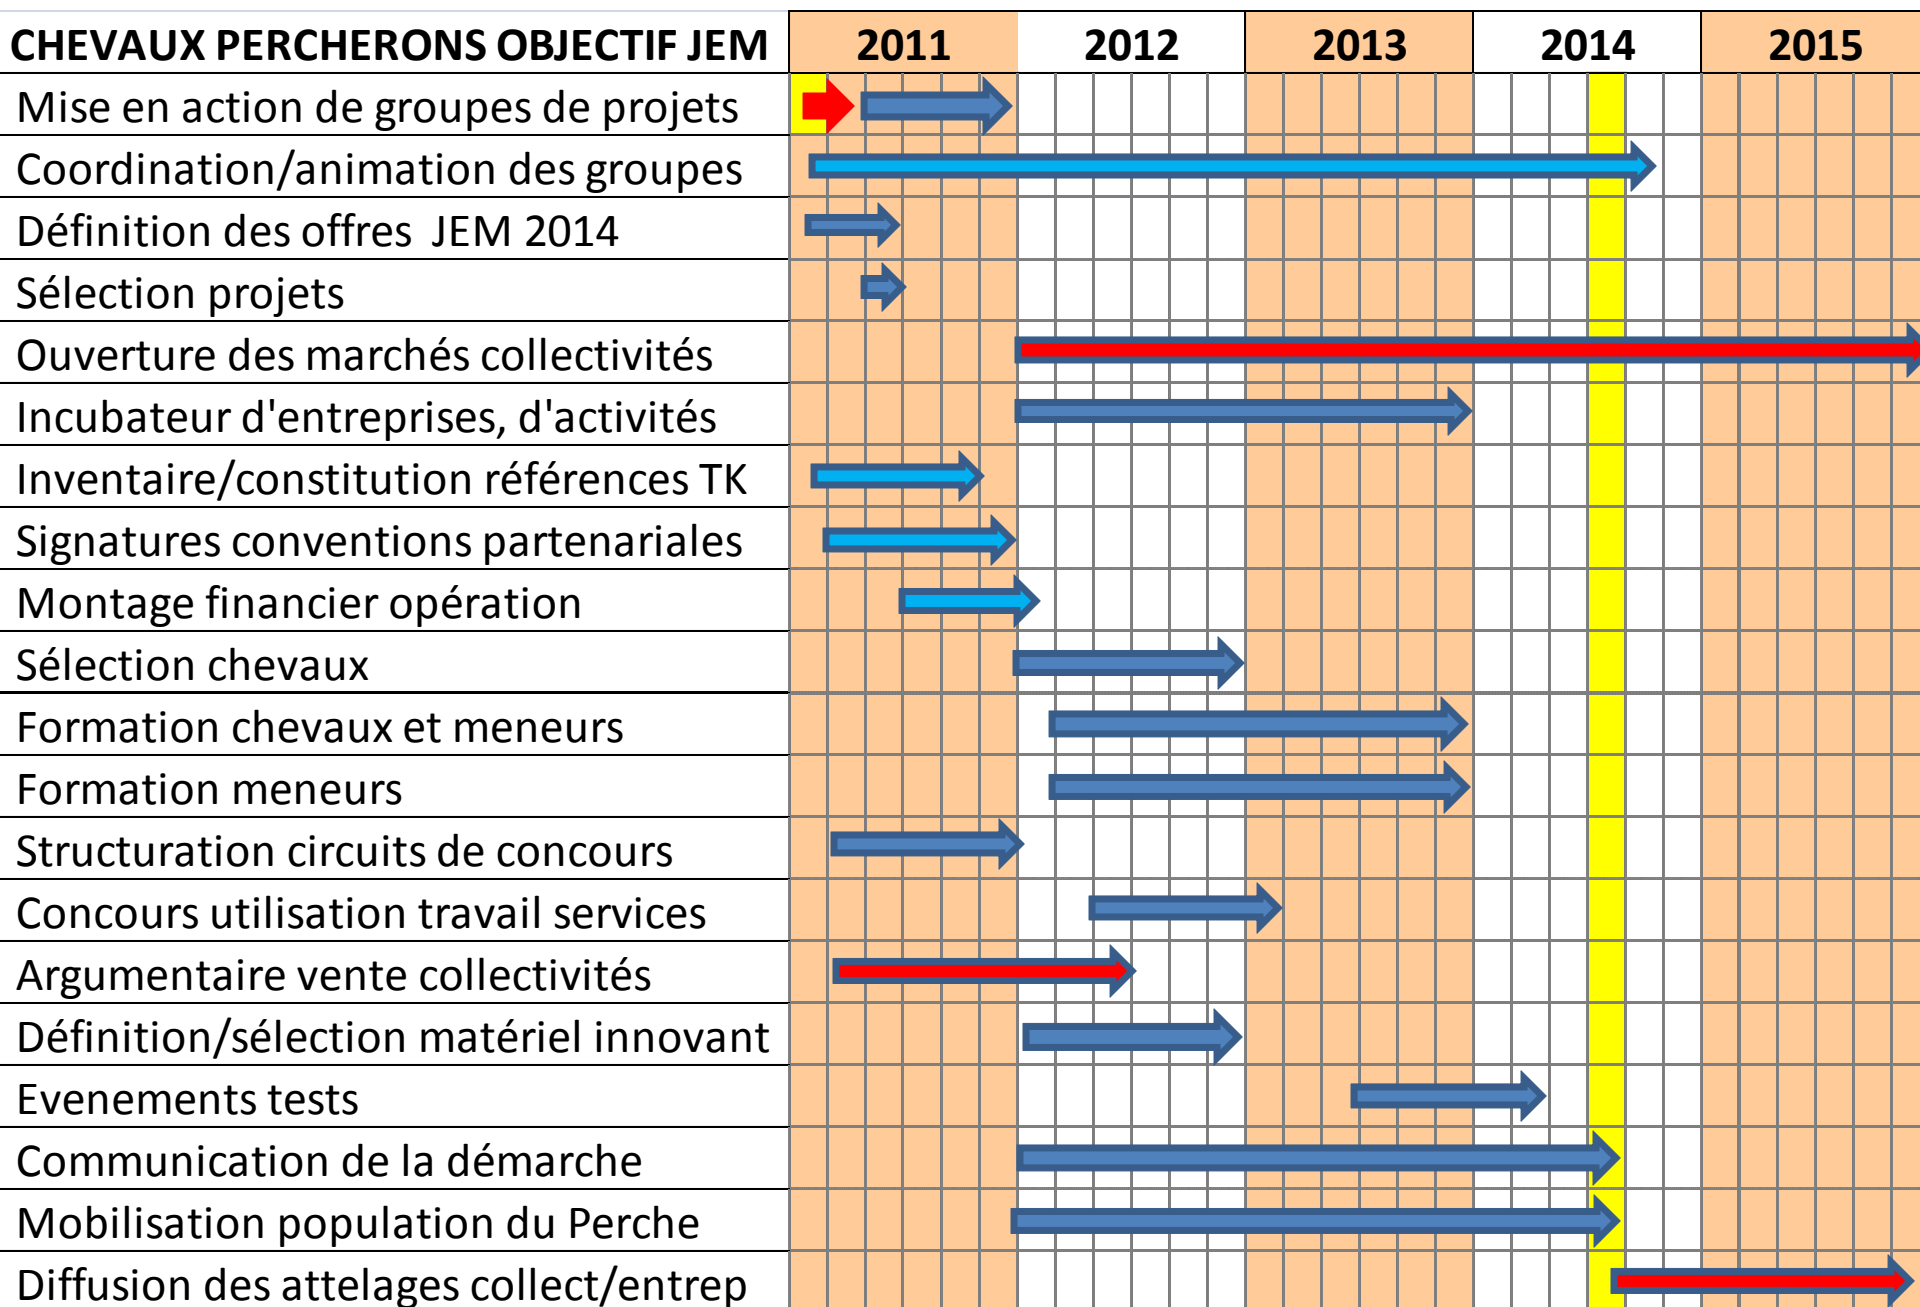 CHEVAUX PERCHERONS OBJECTIF JEM 2011 2012 2013 2014 2015
Mise en action de groupes de projets
Coordination/animation des groupes
Définition des offres  JEM 2014
Sélection projets
Ouverture des marchés collectivités
Incubateur d'entreprises, d'activités
Inventaire/constitution références TK
Signatures conventions partenariales
Montage financier opération
Sélection chevaux
Formation chevaux et meneurs
Formation meneurs
Structuration circuits de concours
Concours utilisation travail services
Argumentaire vente collectivités
Définition/sélection matériel innovant
Evenements tests
Communication de la démarche
Mobilisation population du Perche
Diffusion des attelages collect/entrep